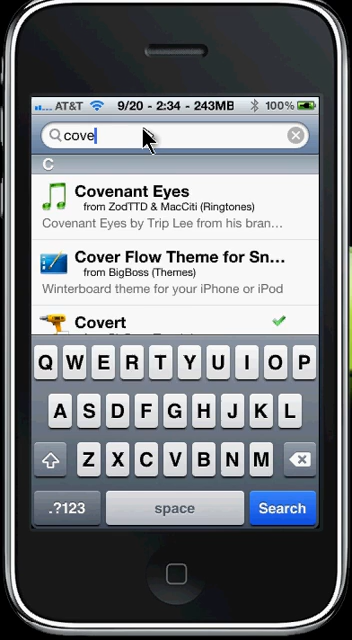 AT&T 9/20 - 2:34 - 243MB 100%
cove
C
Covenant Eyes
from ZodTTD & MacCiti (Ringtones)
Covenant Eyes by Trip Lee from his bran...
Cover Flow Theme for Sn...
from BigBoss (Themes)
Winterboard theme for your iPhone or iPod
Covert
Q W E R T Y U I O P
A S D F G H J K L
Z X C V B N M
.?123 space Search